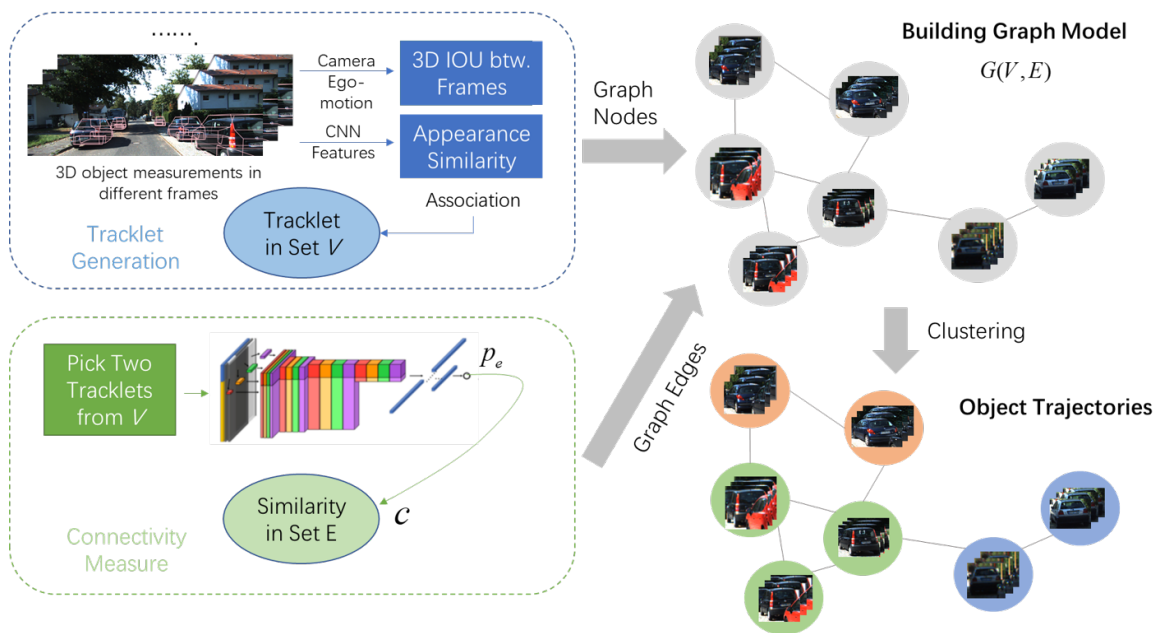 …….
3D object measurements in
different frames
Camera
Ego-
motion
CNN
Features
3D IOU btw.
Frames
Appearance
Similarity
Association
Tracklet
in Set V
Tracklet
Generation
Graph
Nodes
Building Graph Model
G(V, E)
Pick Two
Tracklets
from V
pₑ
Similarity
in Set E
c
Connectivity
Measure
Graph Edges
Clustering
Object Trajectories